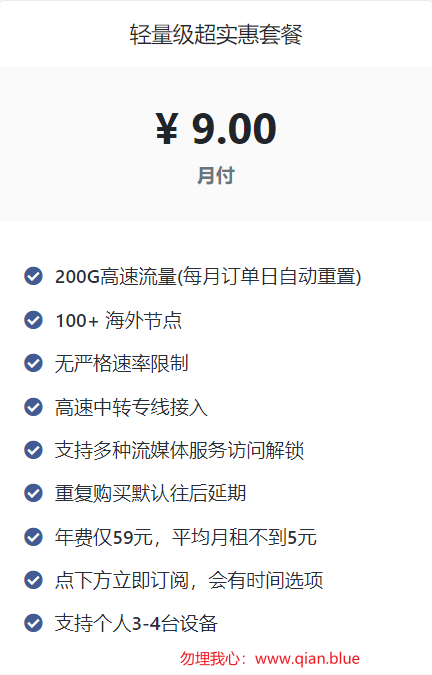 轻量级超实惠套餐
¥ 9.00
月付
200G高速流量(每月订单日自动重置)
100+ 海外节点
无严格速率限制
高速中转专线接入
支持多种流媒体服务访问解锁
重复购买默认往后延期
年费仅59元，平均月租不到5元
点下方立即订阅，会有时间选项
支持个人3-4台设备
勿埋我心：www.qian.blue